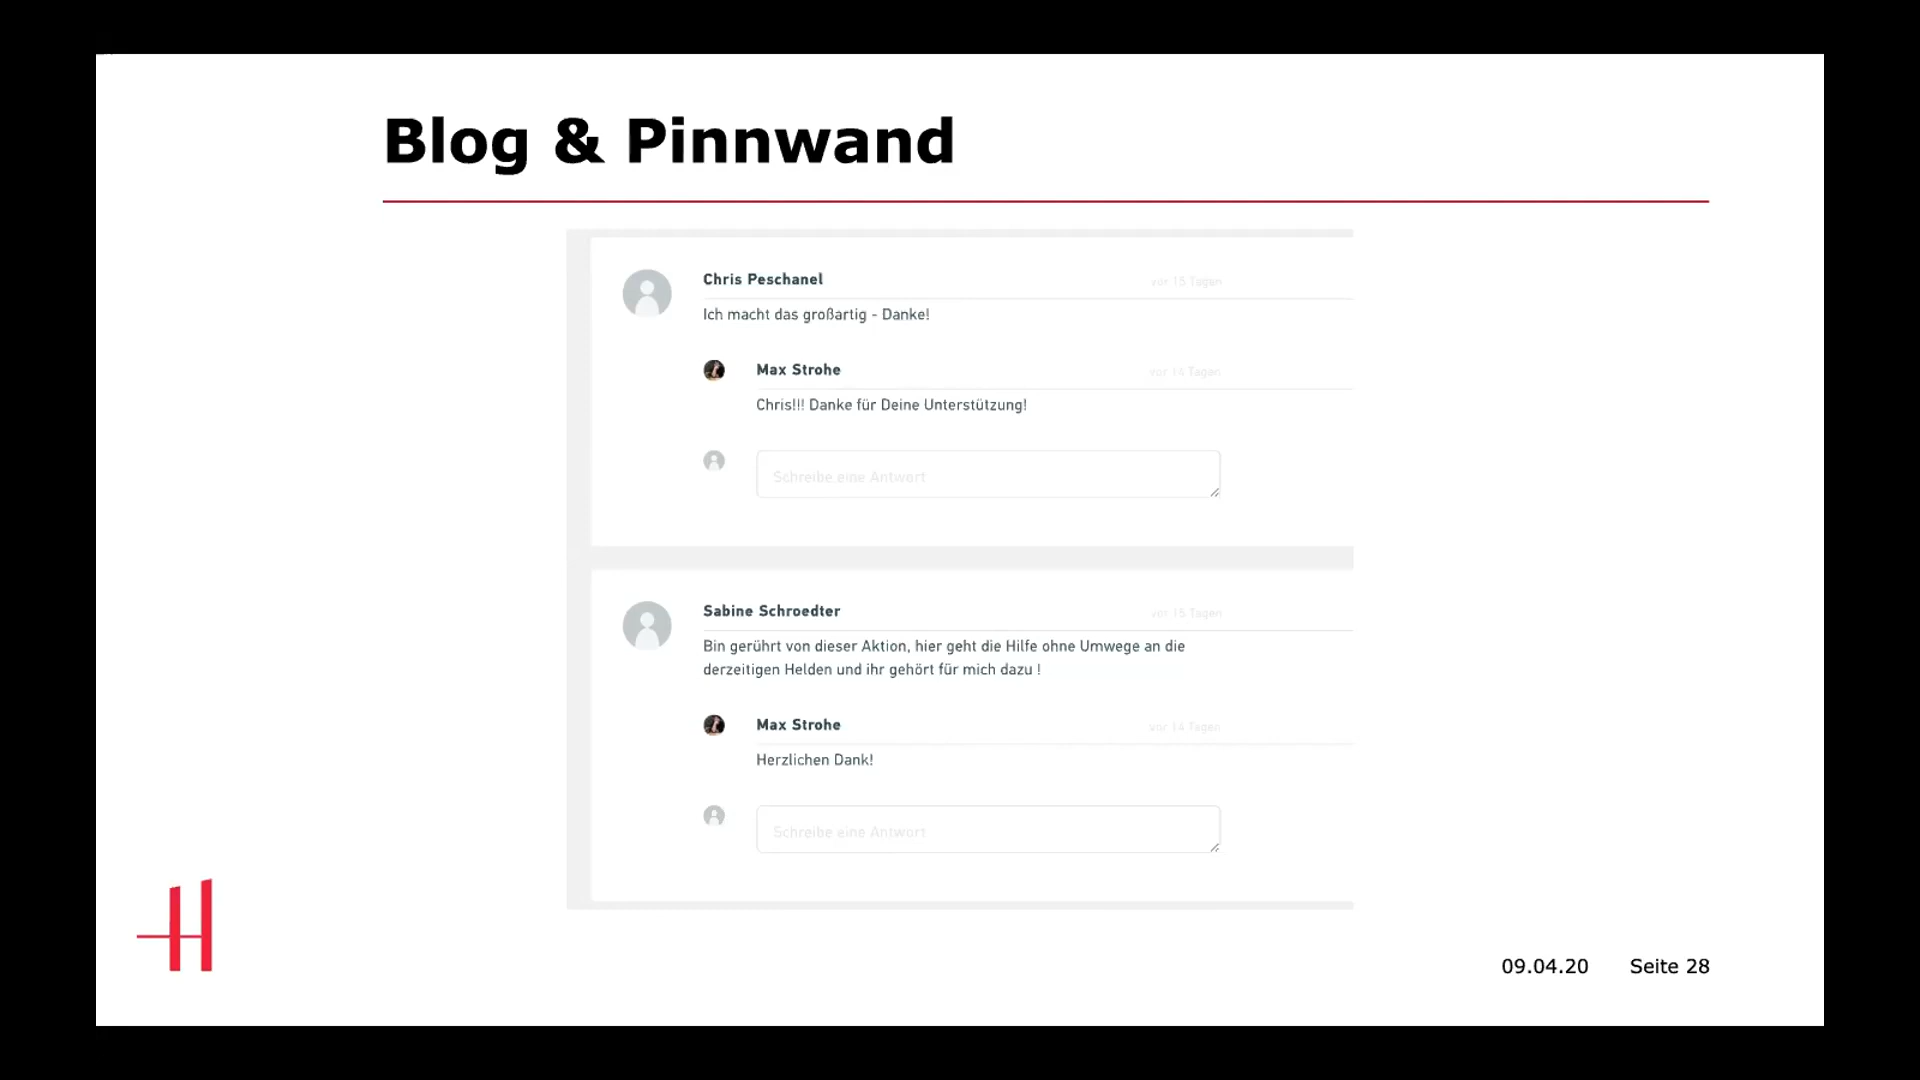 Blog & Pinnwand
Chris Peschanel
vor 15 Tagen
Ich macht das großartig - Danke!
Max Strohe
vor 14 Tagen
Chris!!! Danke für Deine Unterstützung!
Schreibe eine Antwort
Sabine Schroedter
vor 15 Tagen
Bin gerührt von dieser Aktion, hier geht die Hilfe ohne Umwege an die
derzeitigen Helden und ihr gehört für mich dazu !
Max Strohe
vor 14 Tagen
Herzlichen Dank!
Schreibe eine Antwort
H
09.04.20
Seite 28